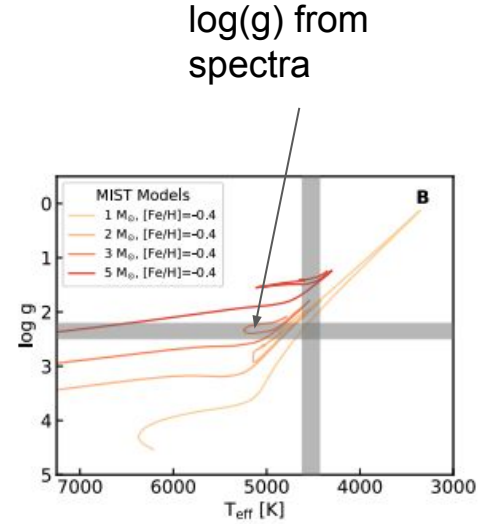 log(g) from
spectra
MIST Models
1 M☉, [Fe/H]=-0.4
2 M☉, [Fe/H]=-0.4
3 M☉, [Fe/H]=-0.4
5 M☉, [Fe/H]=-0.4
B
0
1
2
3
4
5
log g
7000 6000 5000 4000 3000
Teff [K]